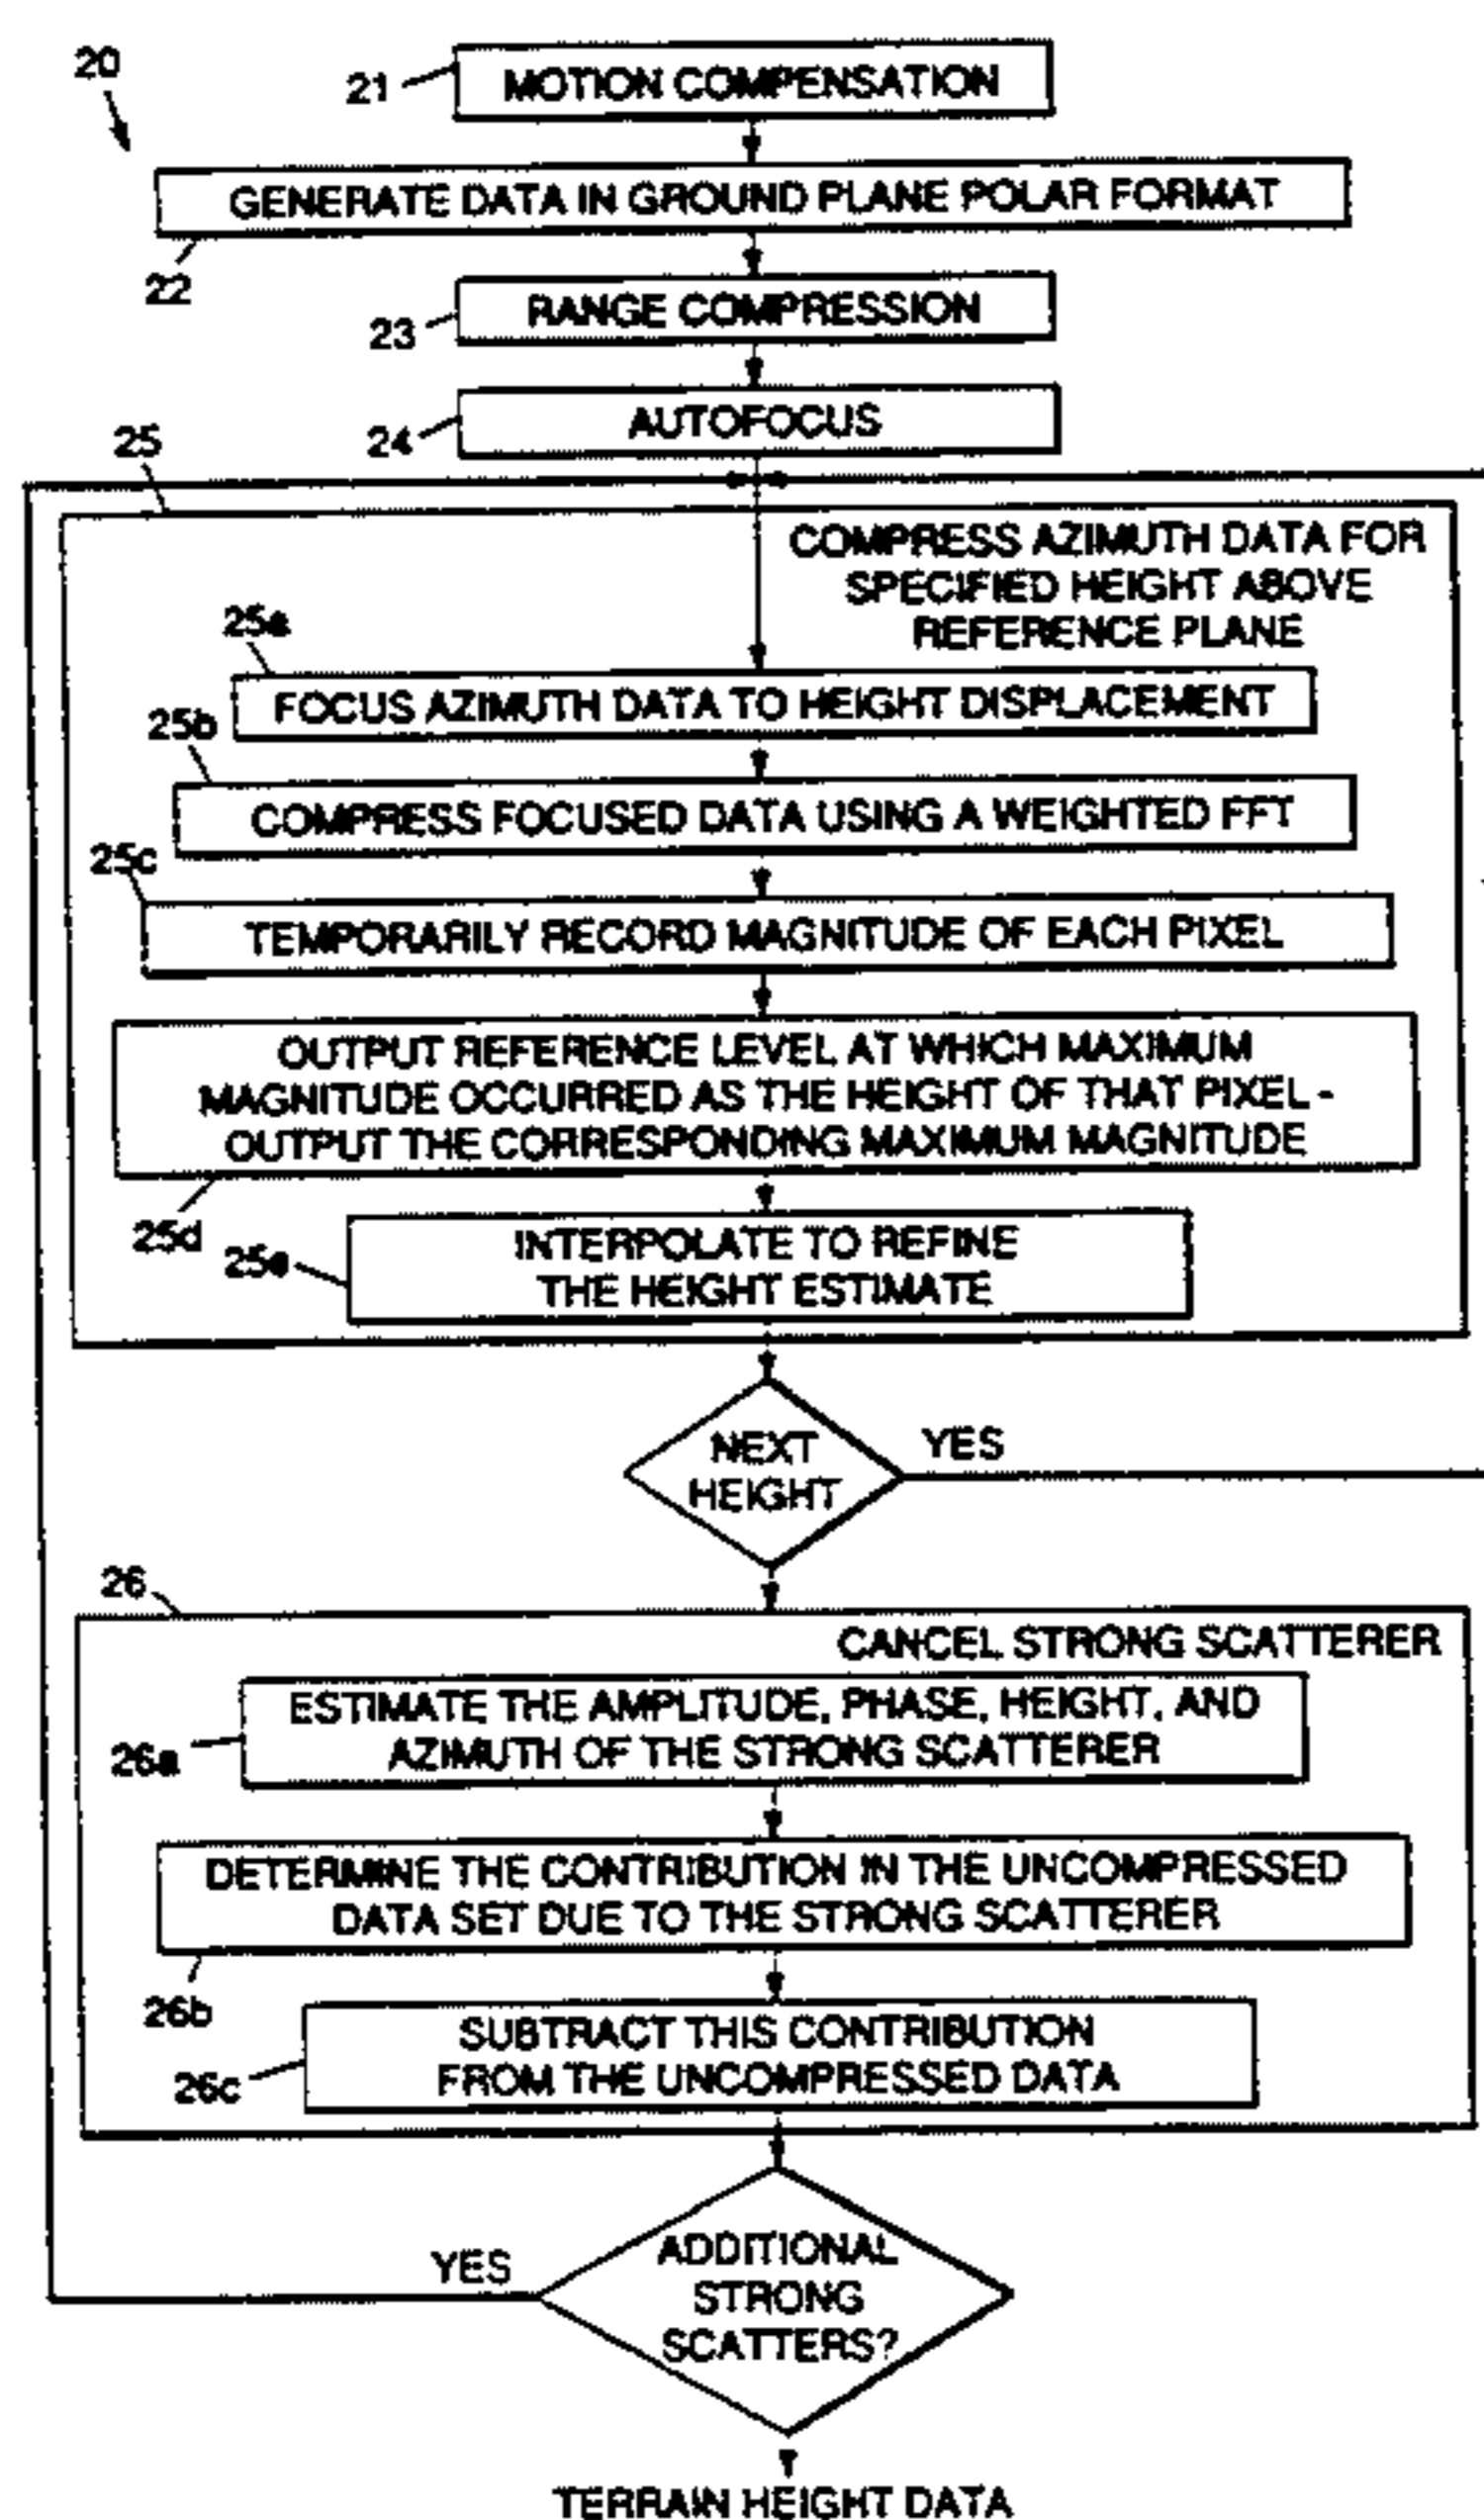 20
21
MOTION COMPENSATION
GENERATE DATA IN GROUND PLANE POLAR FORMAT
22
RANGE COMPRESSION
23
AUTOFOCUS
24
25
COMPRESS AZIMUTH DATA FOR
SPECIFIED HEIGHT ABOVE
REFERENCE PLANE
25a
FOCUS AZIMUTH DATA TO HEIGHT DISPLACEMENT
25b
COMPRESS FOCUSED DATA USING A WEIGHTED FFT
25c
TEMPORARILY RECORD MAGNITUDE OF EACH PIXEL
OUTPUT REFERENCE LEVEL AT WHICH MAXIMUM
MAGNITUDE OCCURRED AS THE HEIGHT OF THAT PIXEL -
OUTPUT THE CORRESPONDING MAXIMUM MAGNITUDE
25d
25e
INTERPOLATE TO REFINE
THE HEIGHT ESTIMATE
NEXT
HEIGHT
YES
26
CANCEL STRONG SCATTERER
ESTIMATE THE AMPLITUDE, PHASE, HEIGHT, AND
AZIMUTH OF THE STRONG SCATTERER
26a
DETERMINE THE CONTRIBUTION IN THE UNCOMPRESSED
DATA SET DUE TO THE STRONG SCATTERER
26b
SUBTRACT THIS CONTRIBUTION
FROM THE UNCOMPRESSED DATA
26c
YES
ADDITIONAL
STRONG
SCATTERS?
TERRAIN HEIGHT DATA